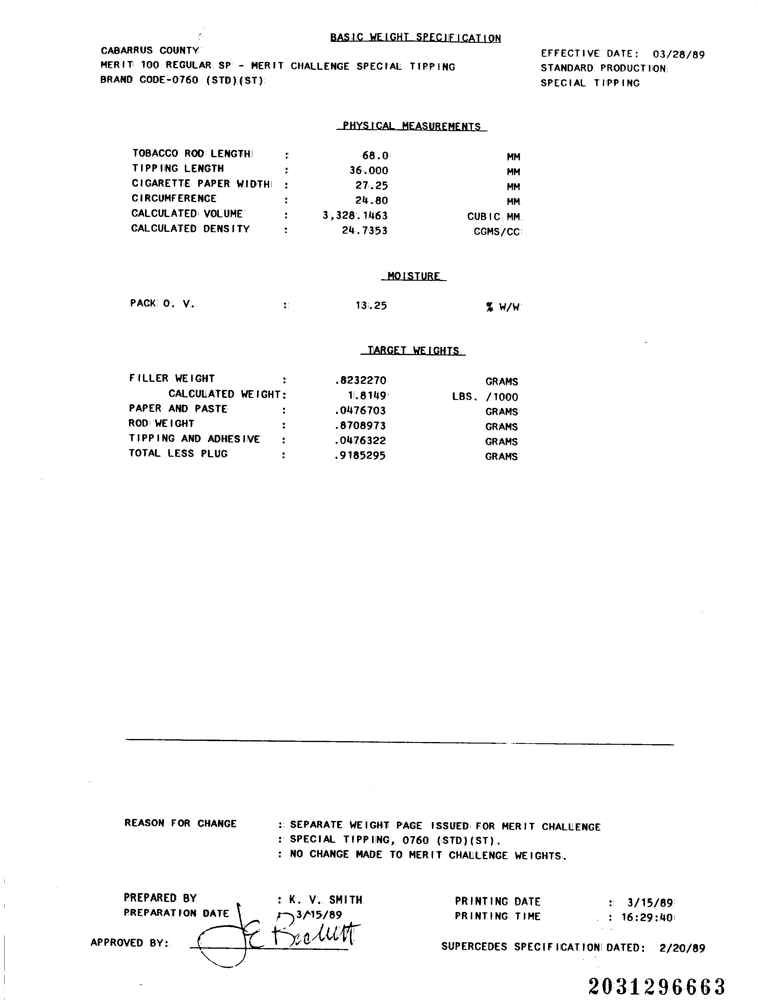 BASIC WEIGHT SPECIFICATION
CABARRUS COUNTY
EFFECTIVE DATE: 03/28/89
MERIT 100 REGULAR SP - MERIT CHALLENGE SPECIAL TIPPING
STANDARD PRODUCTION
BRAND CODE-0760 (STD)(ST)
SPECIAL TIPPING
PHYSICAL MEASUREMENTS
TOBACCO ROD LENGTH : 68.0 MM
TIPPING LENGTH : 36.000 MM
CIGARETTE PAPER WIDTH : 27.25 MM
CIRCUMFERENCE : 24.80 MM
CALCULATED VOLUME : 3,328.1463 CUBIC MM
CALCULATED DENSITY : 24.7353 CGMS/CC
MOISTURE
PACK O. V. : 13.25 % W/W
TARGET WEIGHTS
FILLER WEIGHT : .8232270 GRAMS
CALCULATED WEIGHT: 1.8149 LBS. /1000
PAPER AND PASTE : .0476703 GRAMS
ROD WEIGHT : .8708973 GRAMS
TIPPING AND ADHESIVE : .0476322 GRAMS
TOTAL LESS PLUG : .9185295 GRAMS
REASON FOR CHANGE : SEPARATE WEIGHT PAGE ISSUED FOR MERIT CHALLENGE
: SPECIAL TIPPING, 0760 (STD)(ST).
: NO CHANGE MADE TO MERIT CHALLENGE WEIGHTS.
PREPARED BY : K. V. SMITH PRINTING DATE : 3/15/89
PREPARATION DATE : 3/15/89 PRINTING TIME : 16:29:40
APPROVED BY: SUPERCEDES SPECIFICATION DATED: 2/20/89
2031296663